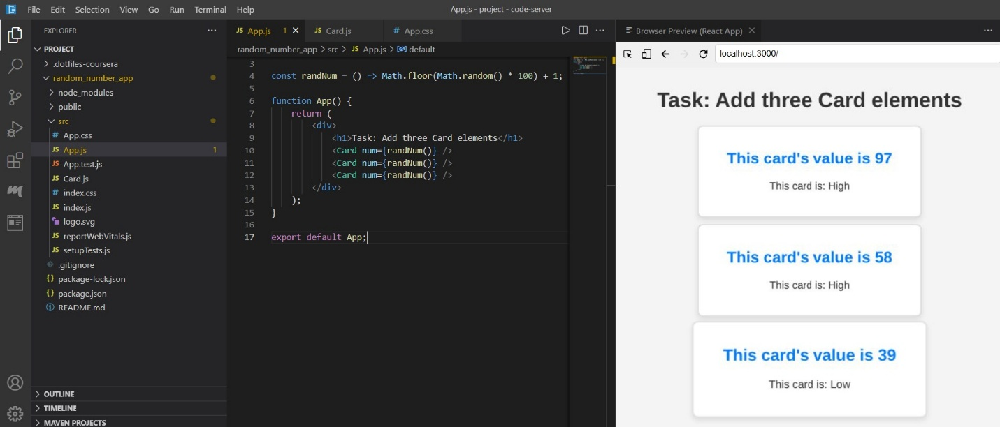 File Edit Selection View Go Run Terminal Help
App.js - project - code-server
EXPLORER
PROJECT
.dotfiles-coursera
random_number_app
node_modules
public
src
# App.css
JS App.js 1
JS App.test.js
JS Card.js
# index.css
JS index.js
logo.svg
JS reportWebVitals.js
JS setupTests.js
.gitignore
{} package-lock.json
{} package.json
README.md
OUTLINE
TIMELINE
MAVEN PROJECTS
JS App.js 1
JS Card.js
# App.css
random_number_app > src > JS App.js > default
3
4 const randNum = () => Math.floor(Math.random() * 100) + 1;
5
6 function App() {
7 return (
8 <div>
9 <h1>Task: Add three Card elements</h1>
10 <Card num={randNum()} />
11 <Card num={randNum()} />
12 <Card num={randNum()} />
13 </div>
14 );
15 }
16
17 export default App;
Browser Preview (React App)
localhost:3000/
Task: Add three Card elements
This card's value is 97
This card is: High
This card's value is 58
This card is: High
This card's value is 39
This card is: Low